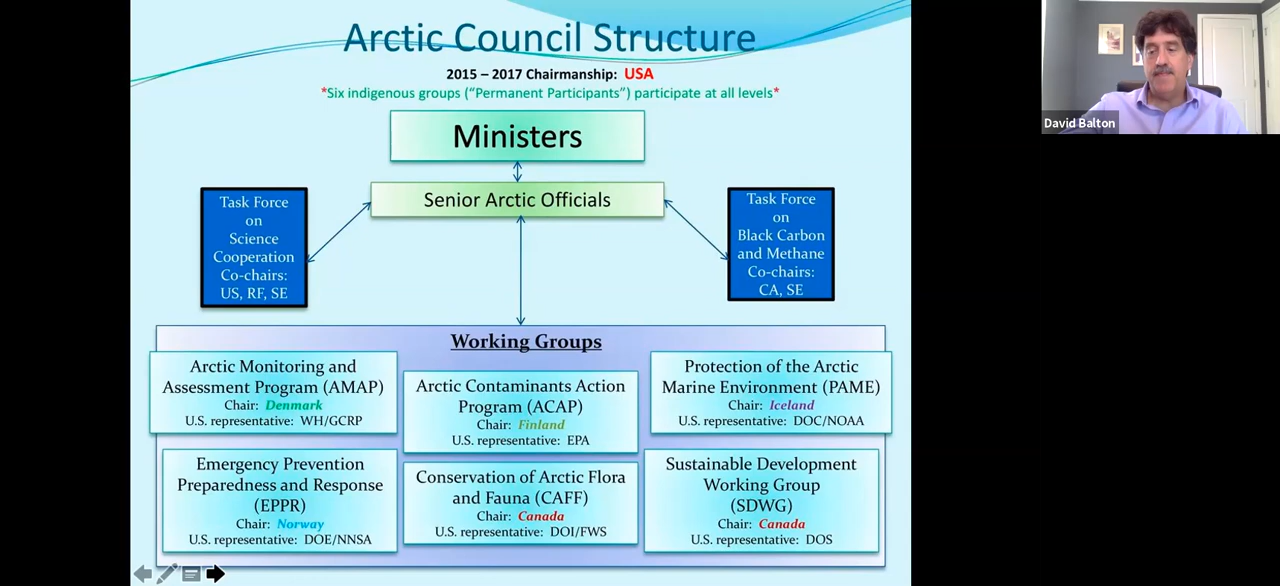 Arctic Council Structure
2015 – 2017 Chairmanship: USA
*Six indigenous groups (“Permanent Participants”) participate at all levels*
Ministers
Senior Arctic Officials
Task Force
on
Science
Cooperation
Co-chairs:
US, RF, SE
Task Force
on
Black Carbon
and Methane
Co-chairs:
CA, SE
Working Groups
Arctic Monitoring and
Assessment Program (AMAP)
Chair: Denmark
U.S. representative: WH/GCRP
Arctic Contaminants Action
Program (ACAP)
Chair: Finland
U.S. representative: EPA
Protection of the Arctic
Marine Environment (PAME)
Chair: Iceland
U.S. representative: DOC/NOAA
Emergency Prevention
Preparedness and Response
(EPPR)
Chair: Norway
U.S. representative: DOE/NNSA
Conservation of Arctic Flora
and Fauna (CAFF)
Chair: Canada
U.S. representative: DOI/FWS
Sustainable Development
Working Group
(SDWG)
Chair: Canada
U.S. representative: DOS
David Balton